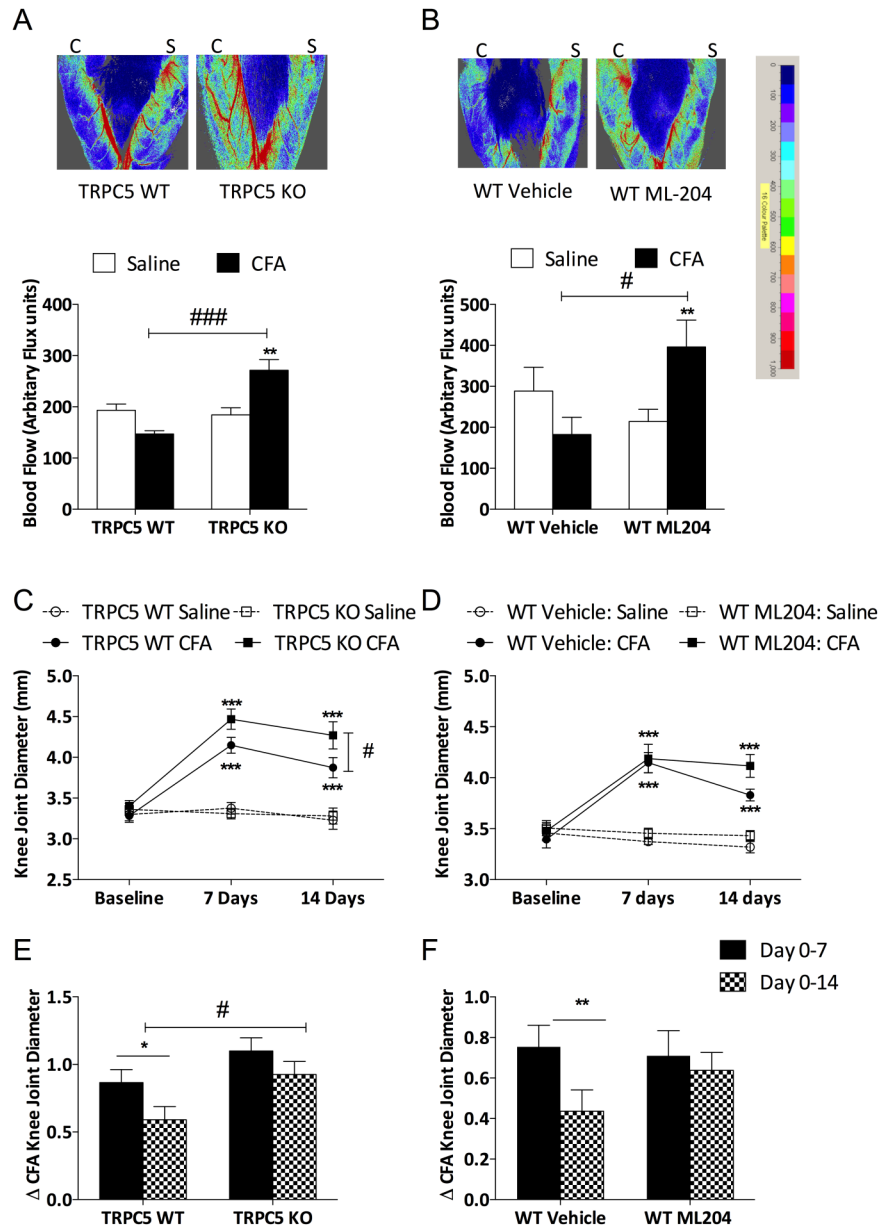 A
C S C S
TRPC5 WT TRPC5 KO
Saline CFA
Blood Flow (Arbitary Flux units)
400
300
200
100
0
###
**
TRPC5 WT TRPC5 KO
B
C S C S
WT Vehicle WT ML-204
16 Colour Palette
0
100
200
300
400
500
600
700
800
900
1,000
Saline CFA
Blood Flow (Arbitary Flux units)
500
400
300
200
100
0
#
**
WT Vehicle WT ML204
C
TRPC5 WT Saline TRPC5 KO Saline
TRPC5 WT CFA TRPC5 KO CFA
Knee Joint Diameter (mm)
5.0
4.5
4.0
3.5
3.0
2.5
*** ***
#
*** ***
Baseline 7 Days 14 Days
D
WT Vehicle: Saline WT ML204: Saline
WT Vehicle: CFA WT ML204: CFA
Knee Joint Diameter (mm)
5.0
4.5
4.0
3.5
3.0
*** ***
*** ***
Baseline 7 days 14 days
E
Δ CFA Knee Joint Diameter
1.5
1.0
0.5
0.0
#
*
TRPC5 WT TRPC5 KO
F
Day 0-7
Day 0-14
Δ CFA Knee Joint Diameter
1.0
0.8
0.6
0.4
0.2
0.0
**
WT Vehicle WT ML204